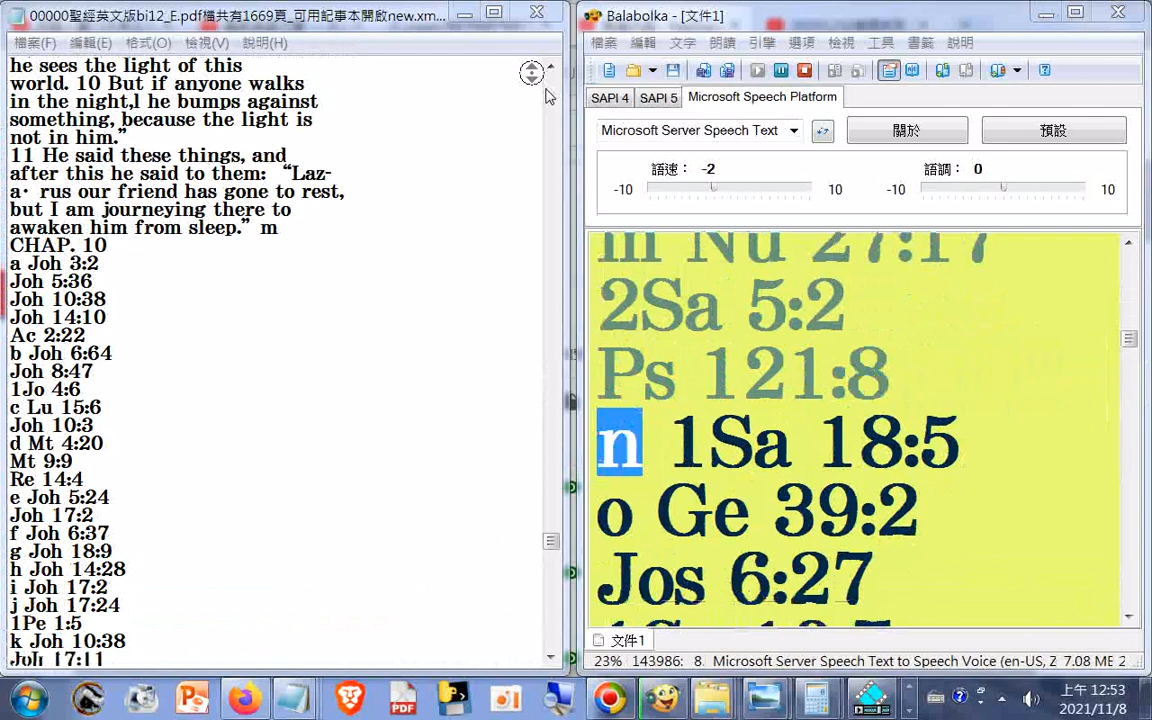 00000聖經英文版bi12_E.pdf檔共有1669頁_可用記事本開啟new.xm...
檔案(F) 編輯(E) 格式(O) 檢視(V) 說明(H)
he sees the light of this
world. 10 But if anyone walks
in the night,l he bumps against
something, because the light is
not in him.”
11 He said these things, and
after this he said to them: “Laz-
a· rus our friend has gone to rest,
but I am journeying there to
awaken him from sleep.” m
CHAP. 10
a Joh 3:2
Joh 5:36
Joh 10:38
Joh 14:10
Ac 2:22
b Joh 6:64
Joh 8:47
1Jo 4:6
c Lu 15:6
Joh 10:3
d Mt 4:20
Mt 9:9
Re 14:4
e Joh 5:24
Joh 17:2
f Joh 6:37
g Joh 18:9
h Joh 14:28
i Joh 17:2
j Joh 17:24
1Pe 1:5
k Joh 10:38
Joh 17:11
Balabolka - [文件1]
檔案 編輯 文字 朗讀 引擎 選項 檢視 工具 書籤 說明
SAPI 4 SAPI 5 Microsoft Speech Platform
Microsoft Server Speech Text 關於 預設
語速: -2 語調: 0
-10 10 -10 10
m Nu 27:17
2Sa 5:2
Ps 121:8
n 1Sa 18:5
o Ge 39:2
Jos 6:27
文件1
23% 143986: 8. Microsoft Server Speech Text to Speech Voice (en-US, Z 7.08 MB 2
上午 12:53
2021/11/8